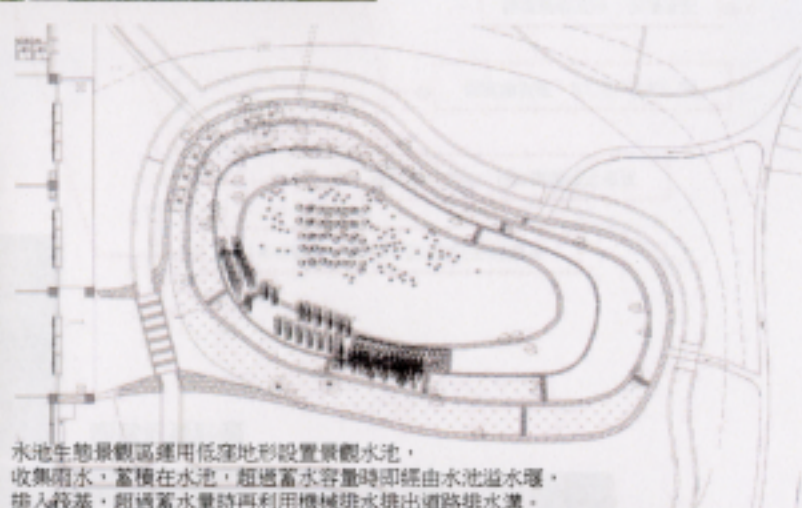 水池生態景觀區運用低窪地形設置景觀水池，
收集雨水，蓄積在水池，超過蓄水容量時即經由水池溢水堰，
排入筏基，超過蓄水量時再利用機械排水排出道路排水溝。